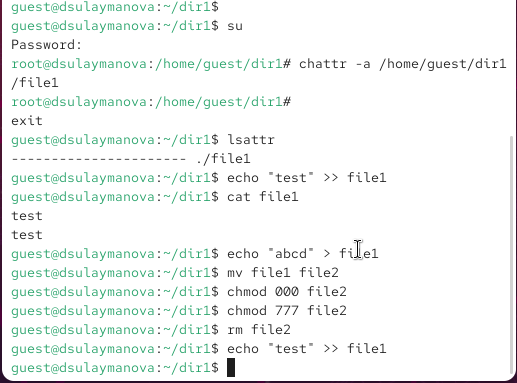 guest@dsulaymanova:~/dir1$
guest@dsulaymanova:~/dir1$ su
Password:
root@dsulaymanova:/home/guest/dir1# chattr -a /home/guest/dir1
/file1
root@dsulaymanova:/home/guest/dir1#
exit
guest@dsulaymanova:~/dir1$ lsattr
---------------------- ./file1
guest@dsulaymanova:~/dir1$ echo "test" >> file1
guest@dsulaymanova:~/dir1$ cat file1
test
test
guest@dsulaymanova:~/dir1$ echo "abcd" > file1
guest@dsulaymanova:~/dir1$ mv file1 file2
guest@dsulaymanova:~/dir1$ chmod 000 file2
guest@dsulaymanova:~/dir1$ chmod 777 file2
guest@dsulaymanova:~/dir1$ rm file2
guest@dsulaymanova:~/dir1$ echo "test" >> file1
guest@dsulaymanova:~/dir1$